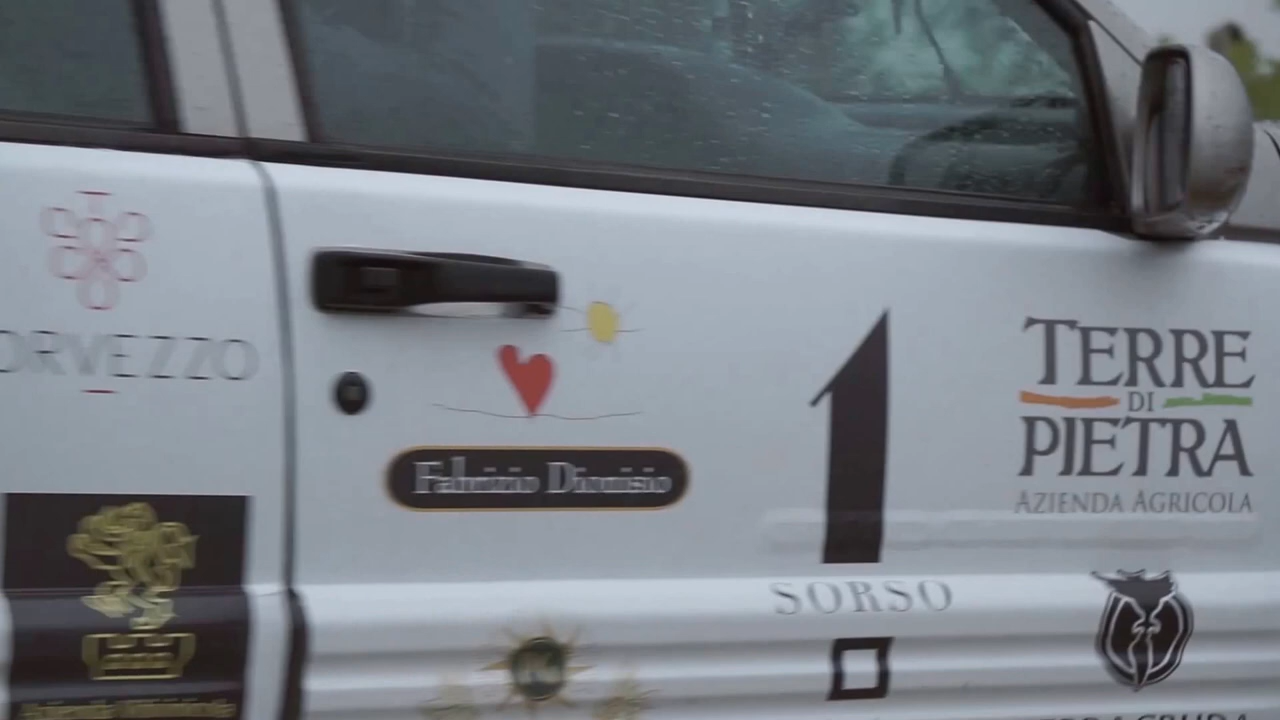 ORVEZZO
Fabrizio Dionisio
1
SORSO
TERRE
DI
PIETRA
AZIENDA AGRICOLA